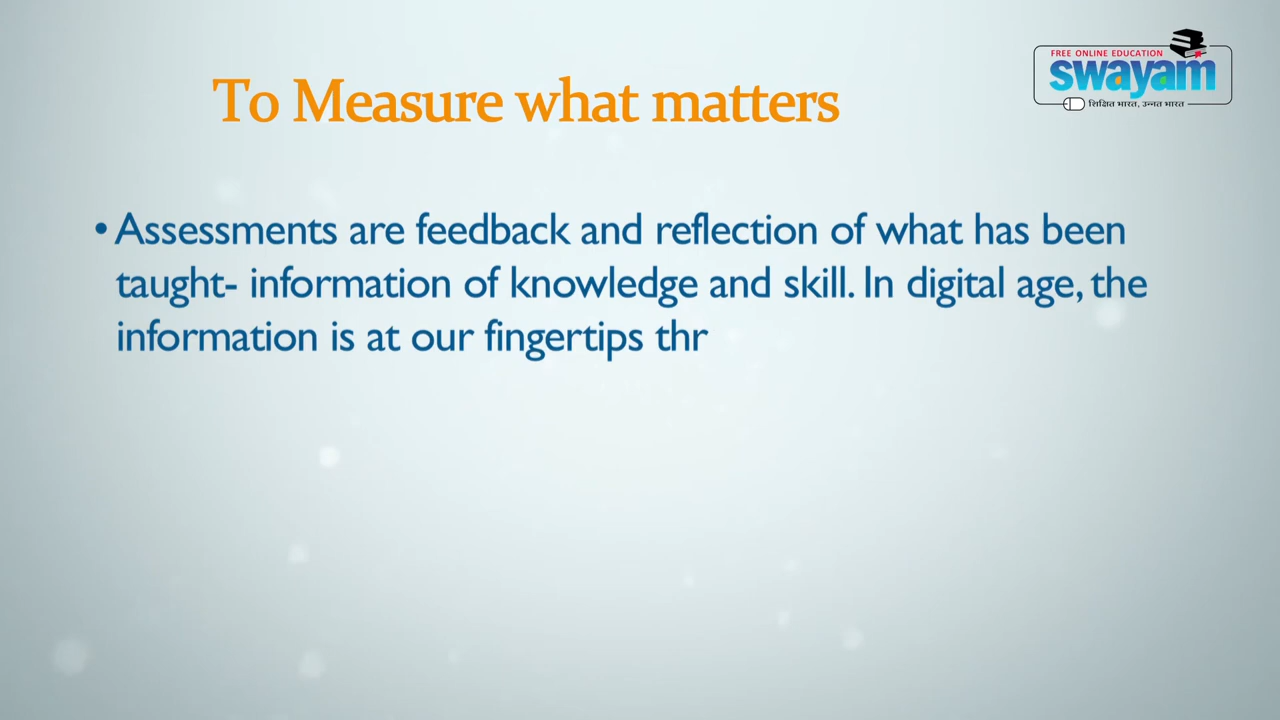 FREE ONLINE EDUCATION
swayam
शिक्षित भारत, उन्नत भारत
To Measure what matters
• Assessments are feedback and reflection of what has been
taught- information of knowledge and skill. In digital age, the
information is at our fingertips thr